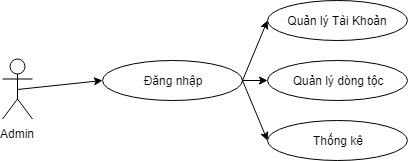 Quản lý Tài Khoản
Đăng nhập
Quản lý dòng tộc
Admin
Thống kê